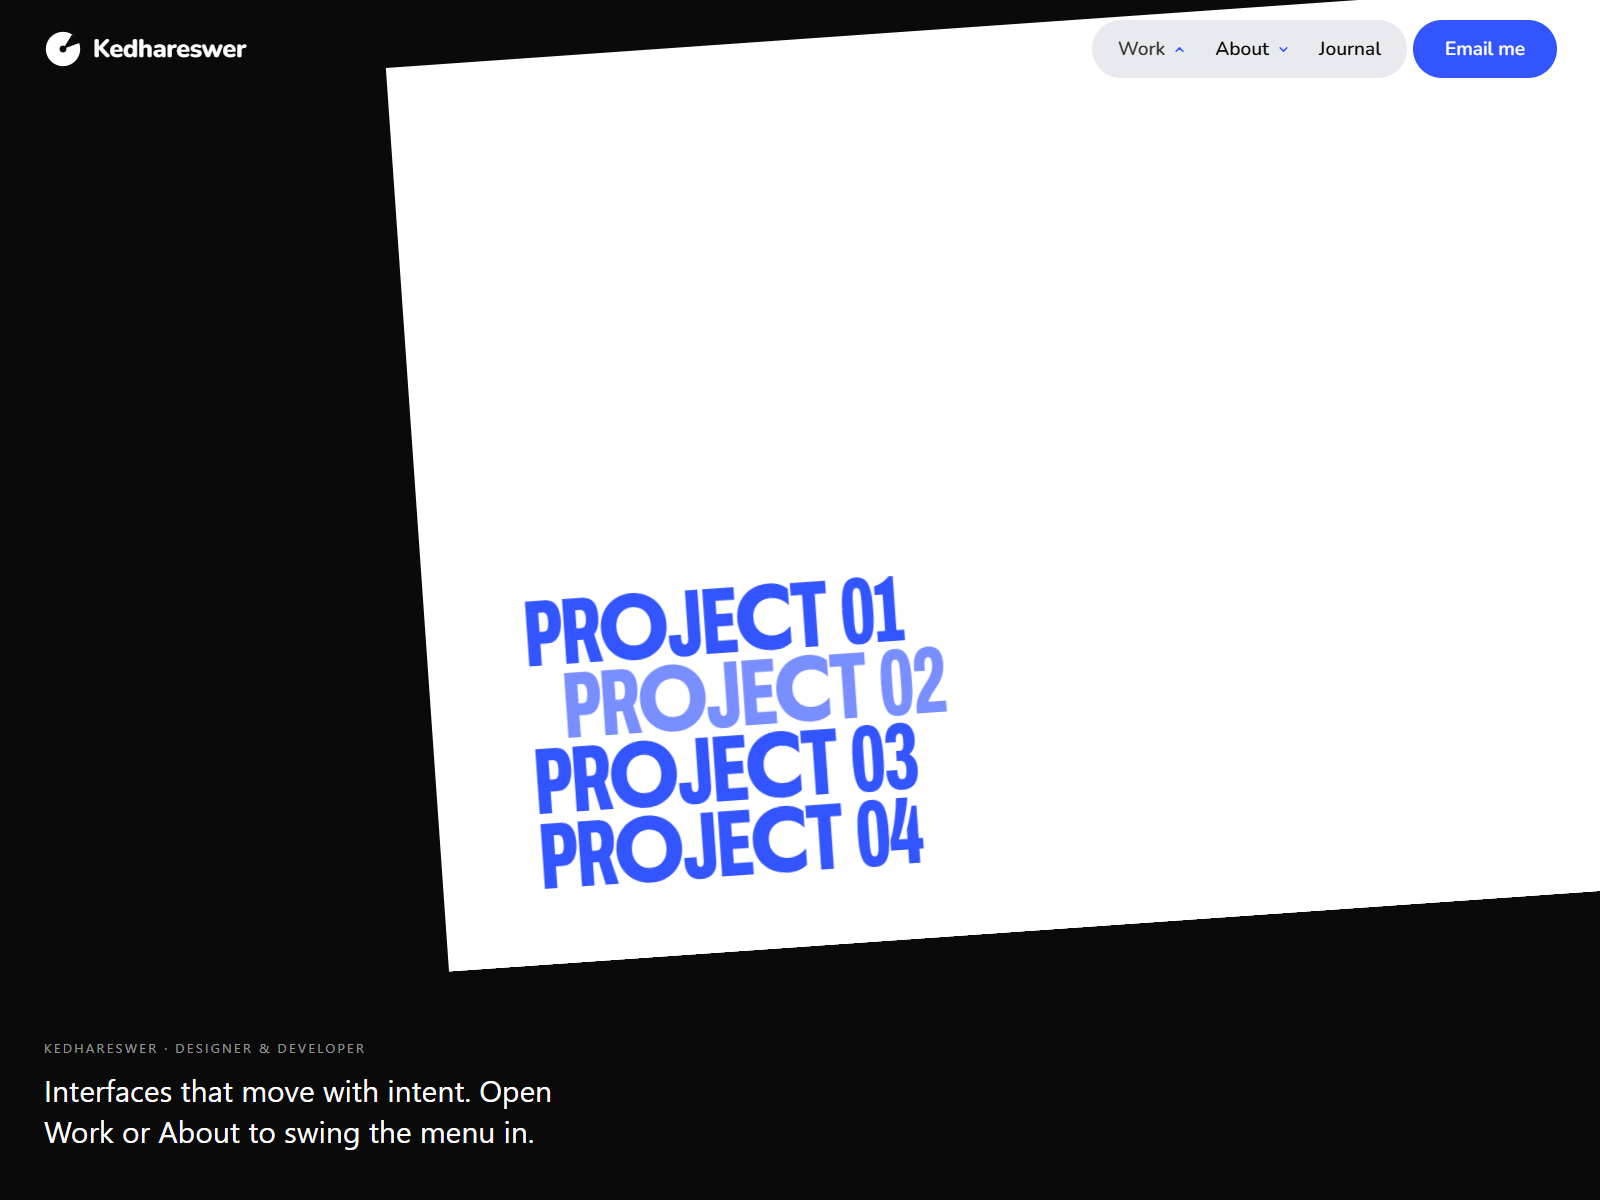 Kedhareswer
Work
About
Journal
Email me
PROJECT 01
PROJECT 02
PROJECT 03
PROJECT 04
KEDHARESWER · DESIGNER & DEVELOPER
Interfaces that move with intent. Open
Work or About to swing the menu in.